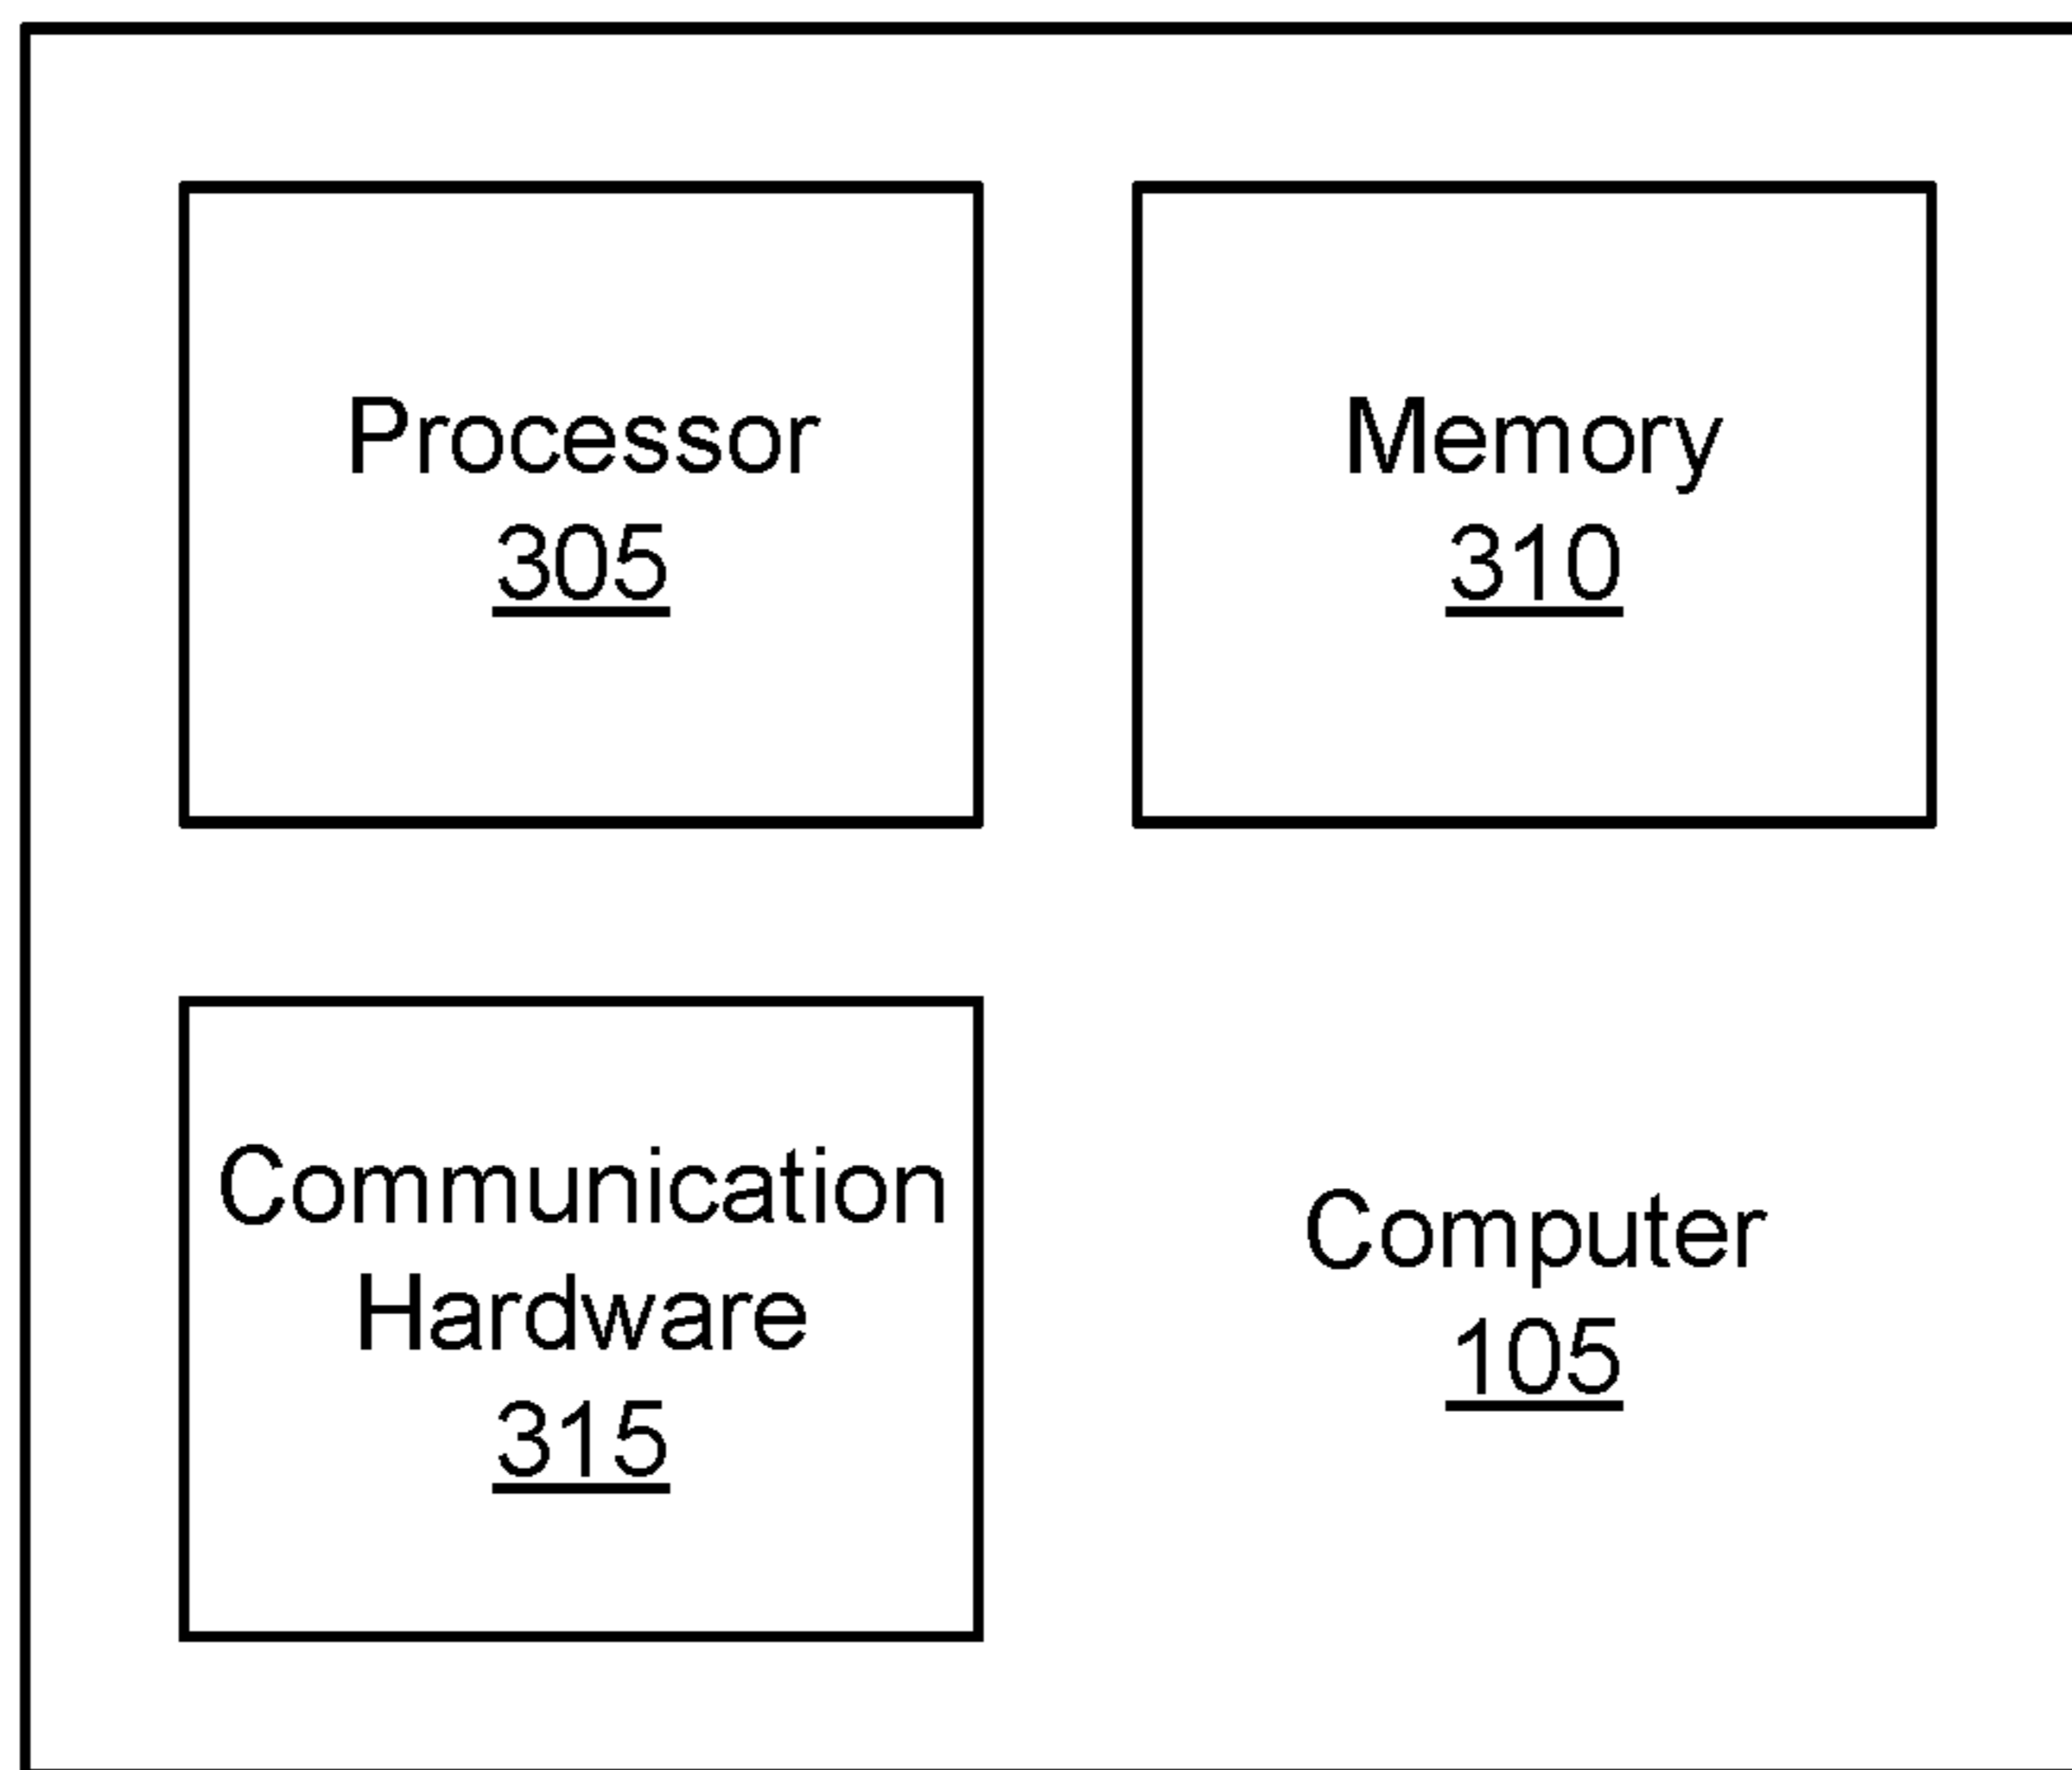 Processor
305
Memory
310
Communication
Hardware
315
Computer
105